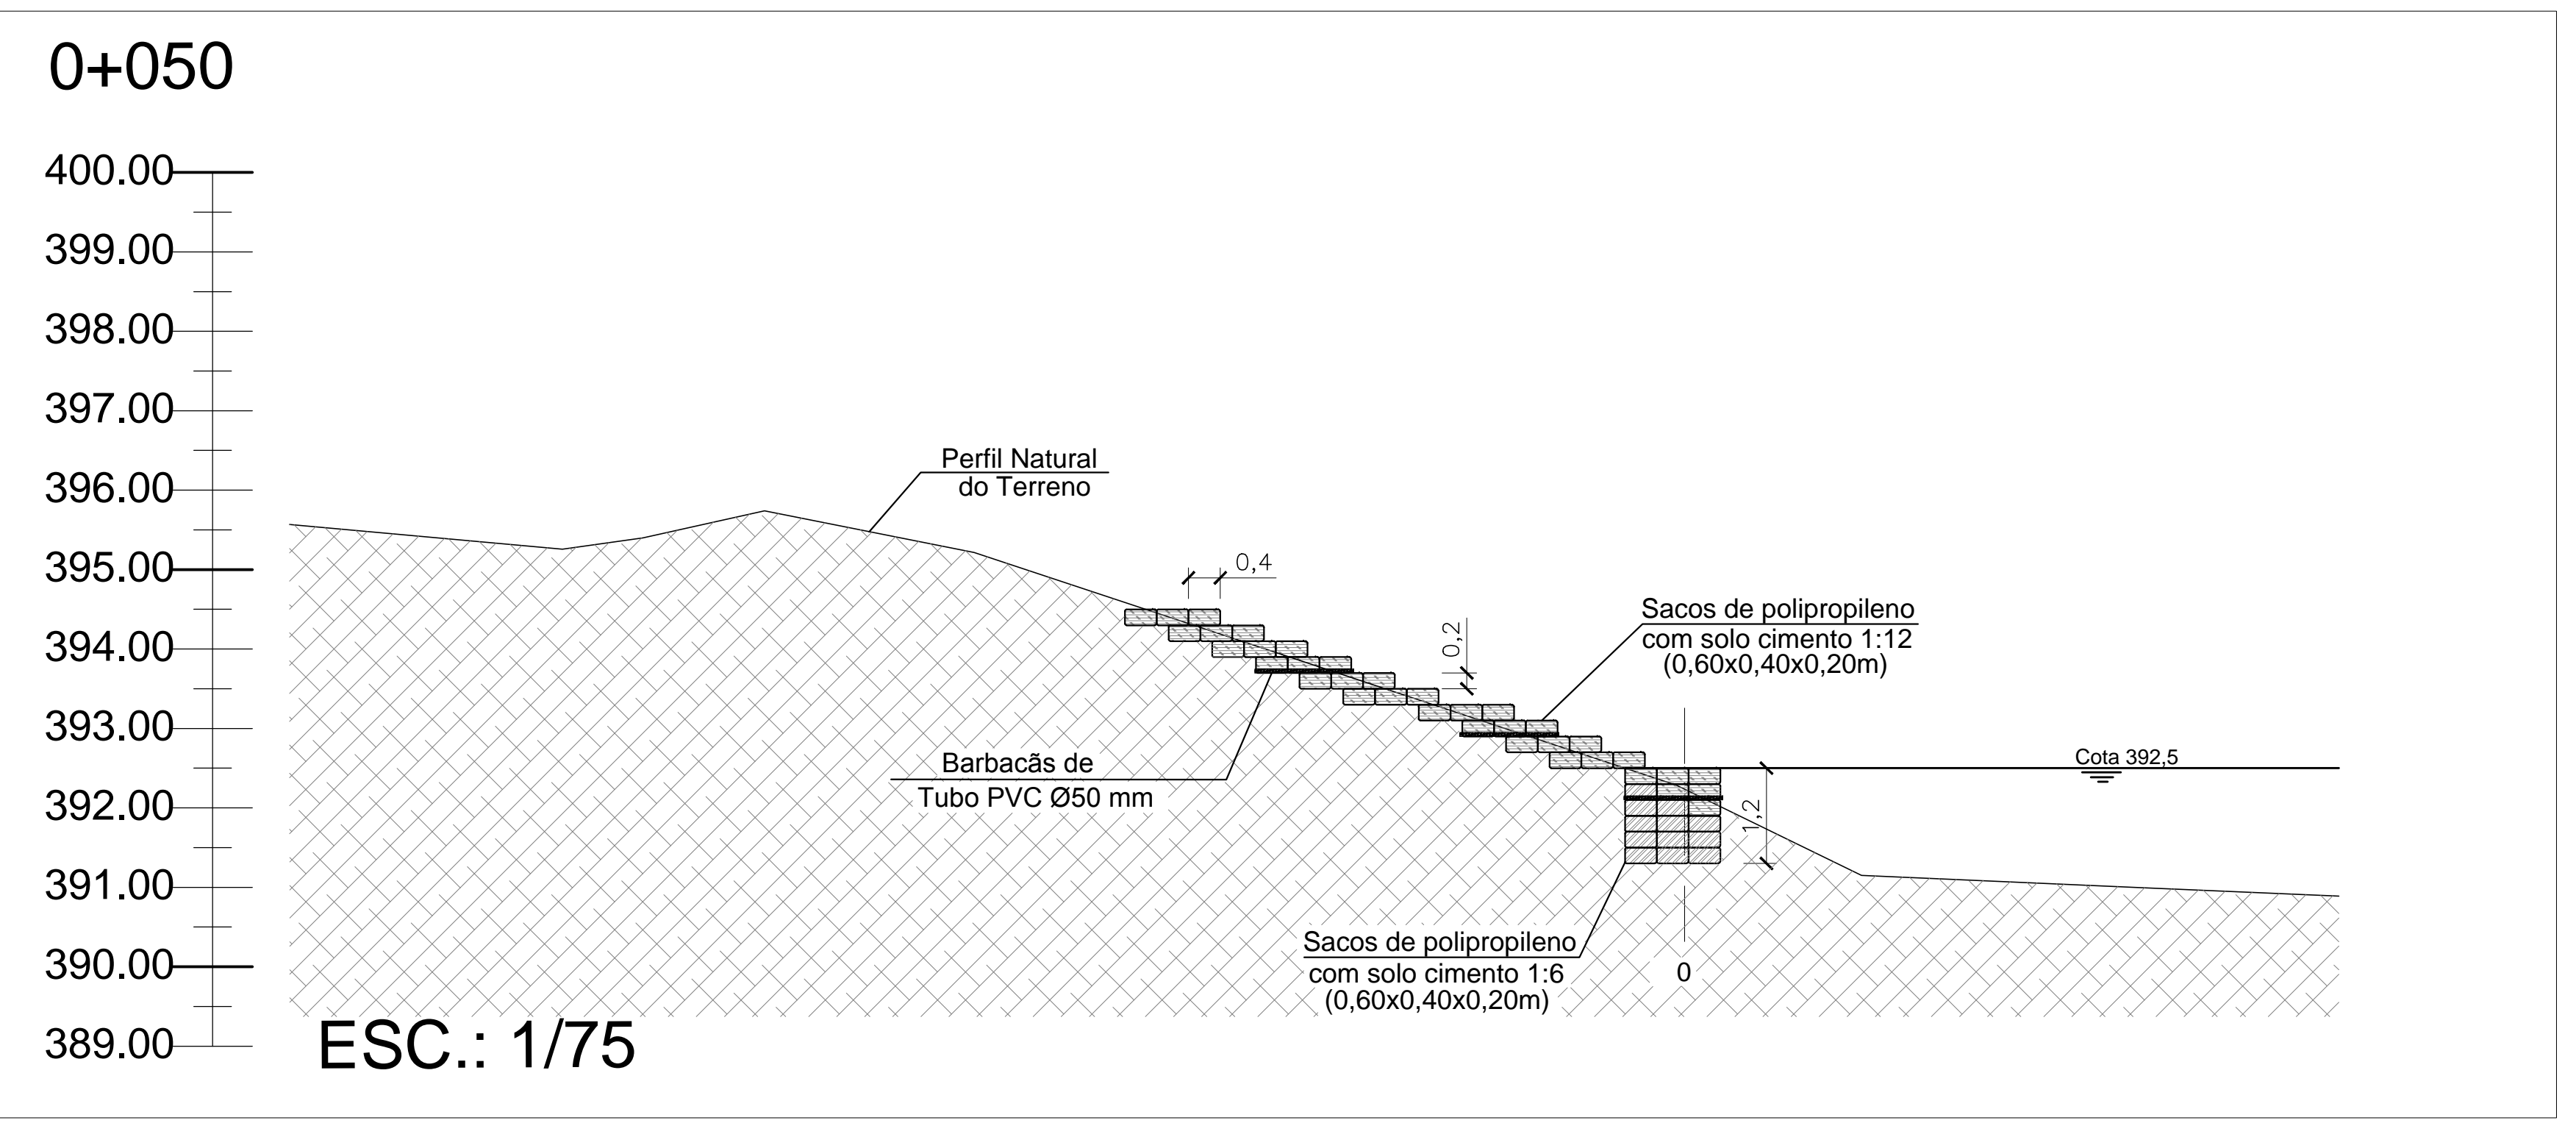 0+050
400.00
399.00
398.00
397.00
396.00
395.00
394.00
393.00
392.00
391.00
390.00
389.00
Perfil Natural
do Terreno
0,4
0,2
Sacos de polipropileno
com solo cimento 1:12
(0,60x0,40x0,20m)
Barbacãs de
Tubo PVC Ø50 mm
Cota 392,5
1,2
Sacos de polipropileno
com solo cimento 1:6
(0,60x0,40x0,20m)
0
ESC.: 1/75